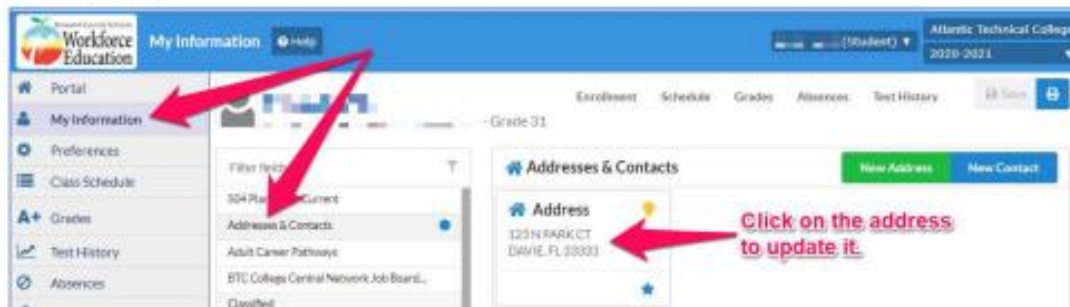 Workforce
Education
My Information
Help
(Student)
Atlantic Technical College
2020-2021
Portal
My Information
Preferences
Class Schedule
A+ Grades
Test History
Absences
Enrollment Schedule Grades Absences Test History Save
- Grade 31
Filter
504 Current
Addresses & Contacts
Adult Career Pathways
BTC College Central Network Job Board...
Classified
Addresses & Contacts
New Address New Contact
Address
123 N PARK CT
DAVIE, FL 33333
Click on the address
to update it.